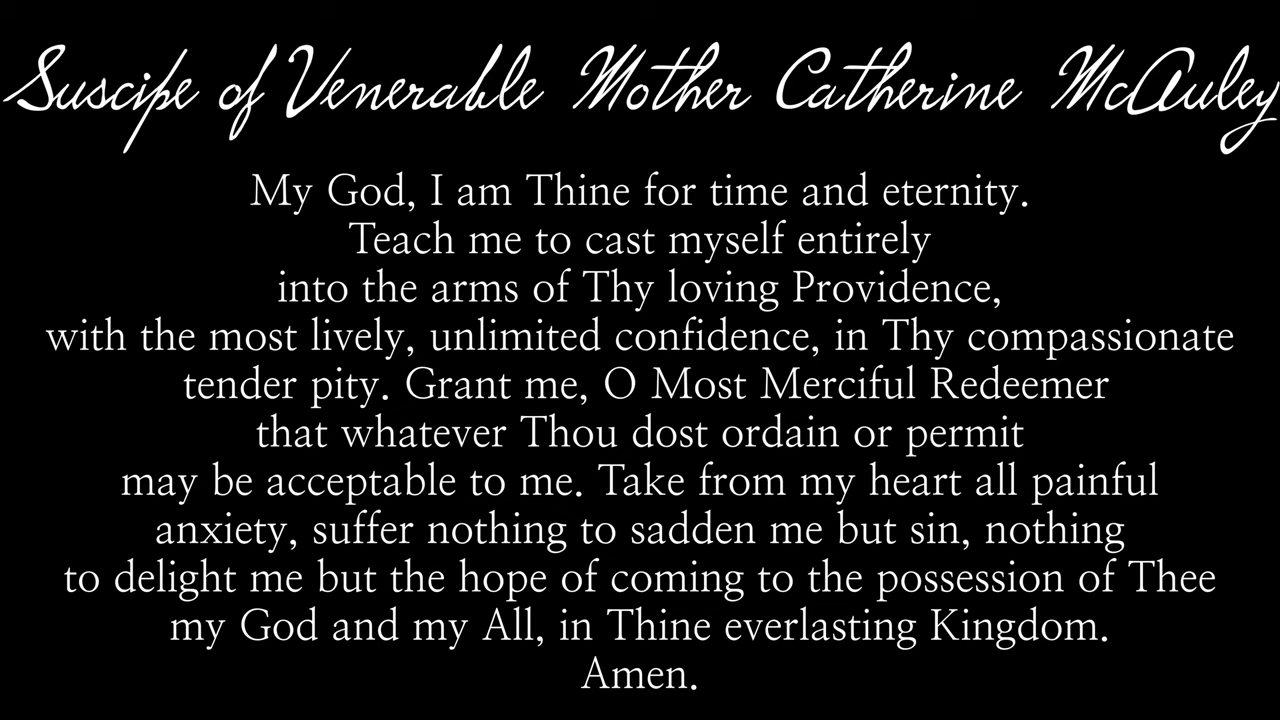 Suscipe of Venerable Mother Catherine McAuley
My God, I am Thine for time and eternity.
Teach me to cast myself entirely
into the arms of Thy loving Providence,
with the most lively, unlimited confidence, in Thy compassionate
tender pity. Grant me, O Most Merciful Redeemer
that whatever Thou dost ordain or permit
may be acceptable to me. Take from my heart all painful
anxiety, suffer nothing to sadden me but sin, nothing
to delight me but the hope of coming to the possession of Thee
my God and my All, in Thine everlasting Kingdom.
Amen.